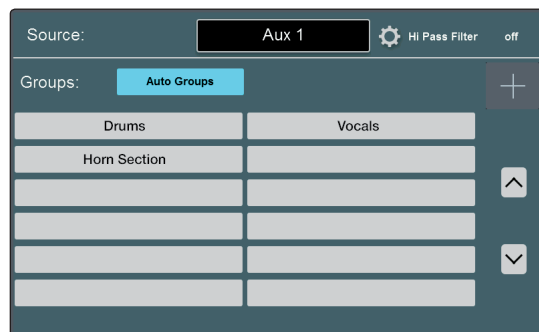 Source: Aux 1 Hi Pass Filter off
Groups: Auto Groups
Drums Vocals
Horn Section